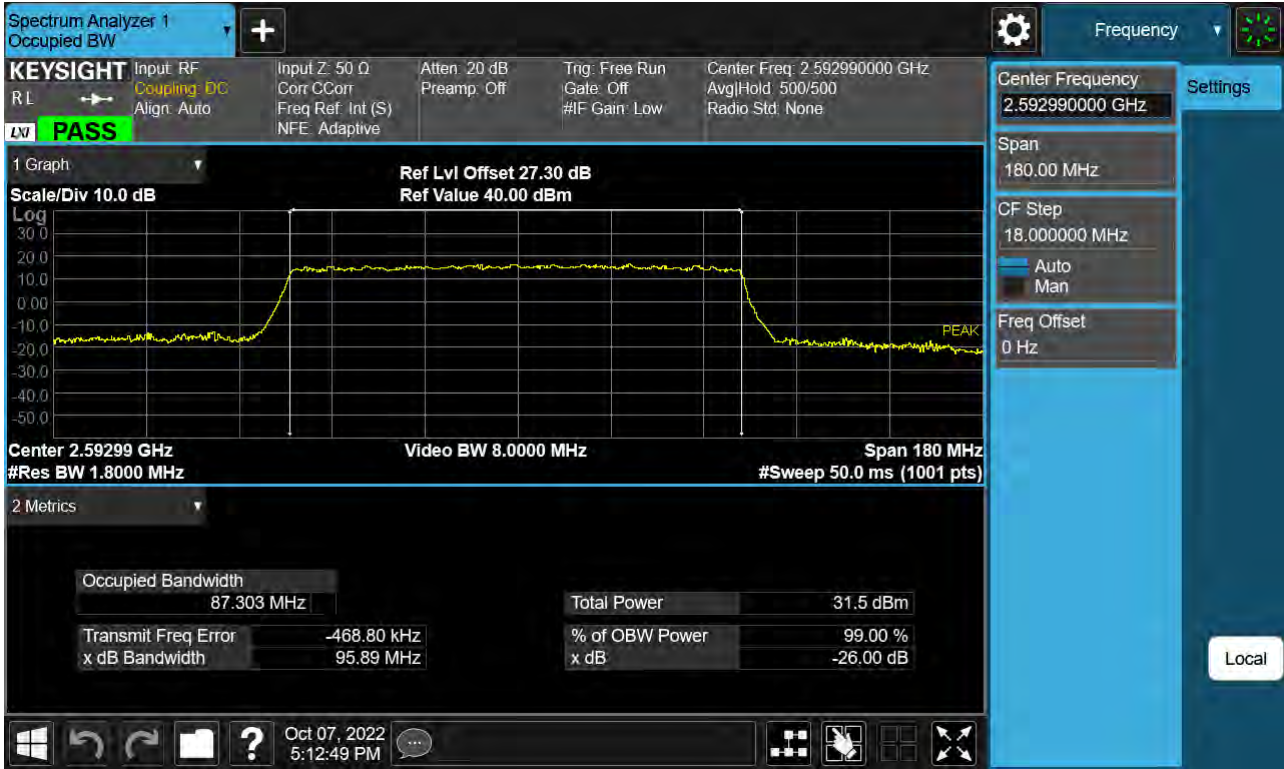 Spectrum Analyzer 1
Occupied BW
Frequency
KEYSIGHT
R L
LXI
PASS
Input: RF
Coupling: DC
Align: Auto
Input Z: 50 Ω
Corr CCorr
Freq Ref: Int (S)
NFE: Adaptive
Atten: 20 dB
Preamp: Off
Trig: Free Run
Gate: Off
#IF Gain: Low
Center Freq: 2.592990000 GHz
Avg|Hold: 500/500
Radio Std: None
Center Frequency
2.592990000 GHz
Settings
Span
180.00 MHz
CF Step
18.000000 MHz
Auto
Man
Freq Offset
0 Hz
Local
1 Graph
Scale/Div 10.0 dB
Ref Lvl Offset 27.30 dB
Ref Value 40.00 dBm
Log
30.0
20.0
10.0
0.00
-10.0
-20.0
-30.0
-40.0
-50.0
PEAK
Center 2.59299 GHz
Video BW 8.0000 MHz
Span 180 MHz
#Res BW 1.8000 MHz
#Sweep 50.0 ms (1001 pts)
2 Metrics
Occupied Bandwidth
87.303 MHz
Total Power 31.5 dBm
Transmit Freq Error -468.80 kHz
% of OBW Power 99.00 %
x dB Bandwidth 95.89 MHz
x dB -26.00 dB
?
Oct 07, 2022
5:12:49 PM